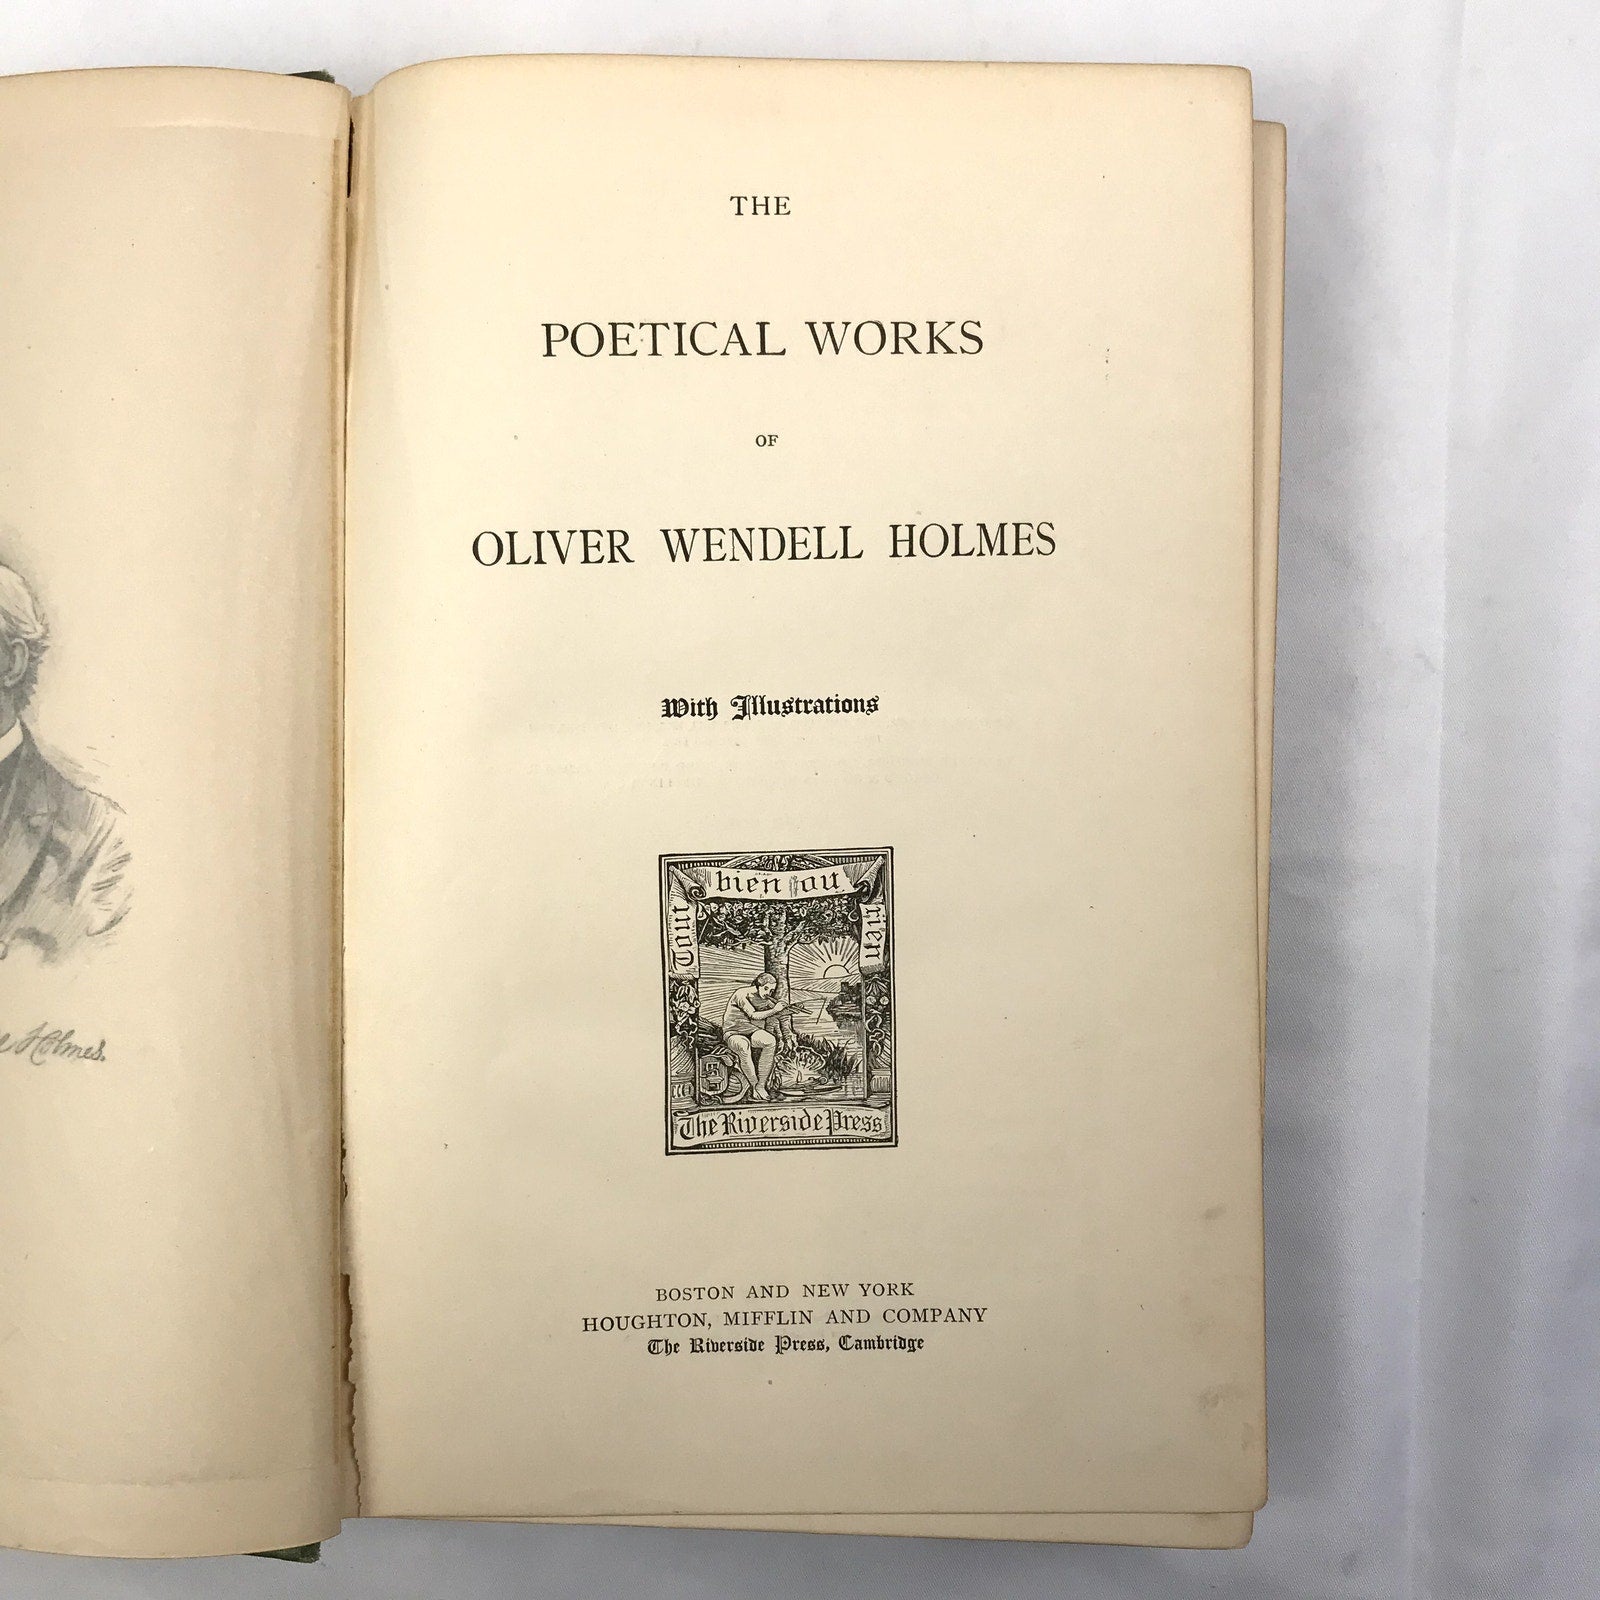 Holmes.
THE
POETICAL WORKS
OF
OLIVER WENDELL HOLMES
With Illustrations
Tout bien ou rien
The Riverside Press
BOSTON AND NEW YORK
HOUGHTON, MIFFLIN AND COMPANY
The Riverside Press, Cambridge